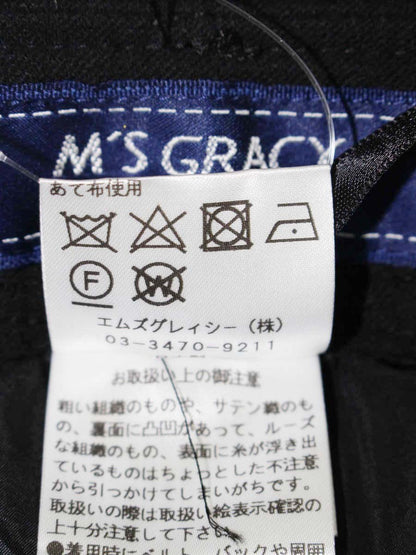 M'S GRACY
あて布使用
F W
エムズグレイシー(株)
03-3470-9211
お取扱い上の御注意
粗い組織のものや、サテン織のも
の、裏面に凸凹があって、ルーズ
な組織のもの、表面に糸が浮き出
ているものはちょっとした不注意
から引っかけてしまいがちです。
取扱いの際は取扱い絵表示確認の
上十分注意して下さい。
●着用時にベルト、バックや周囲